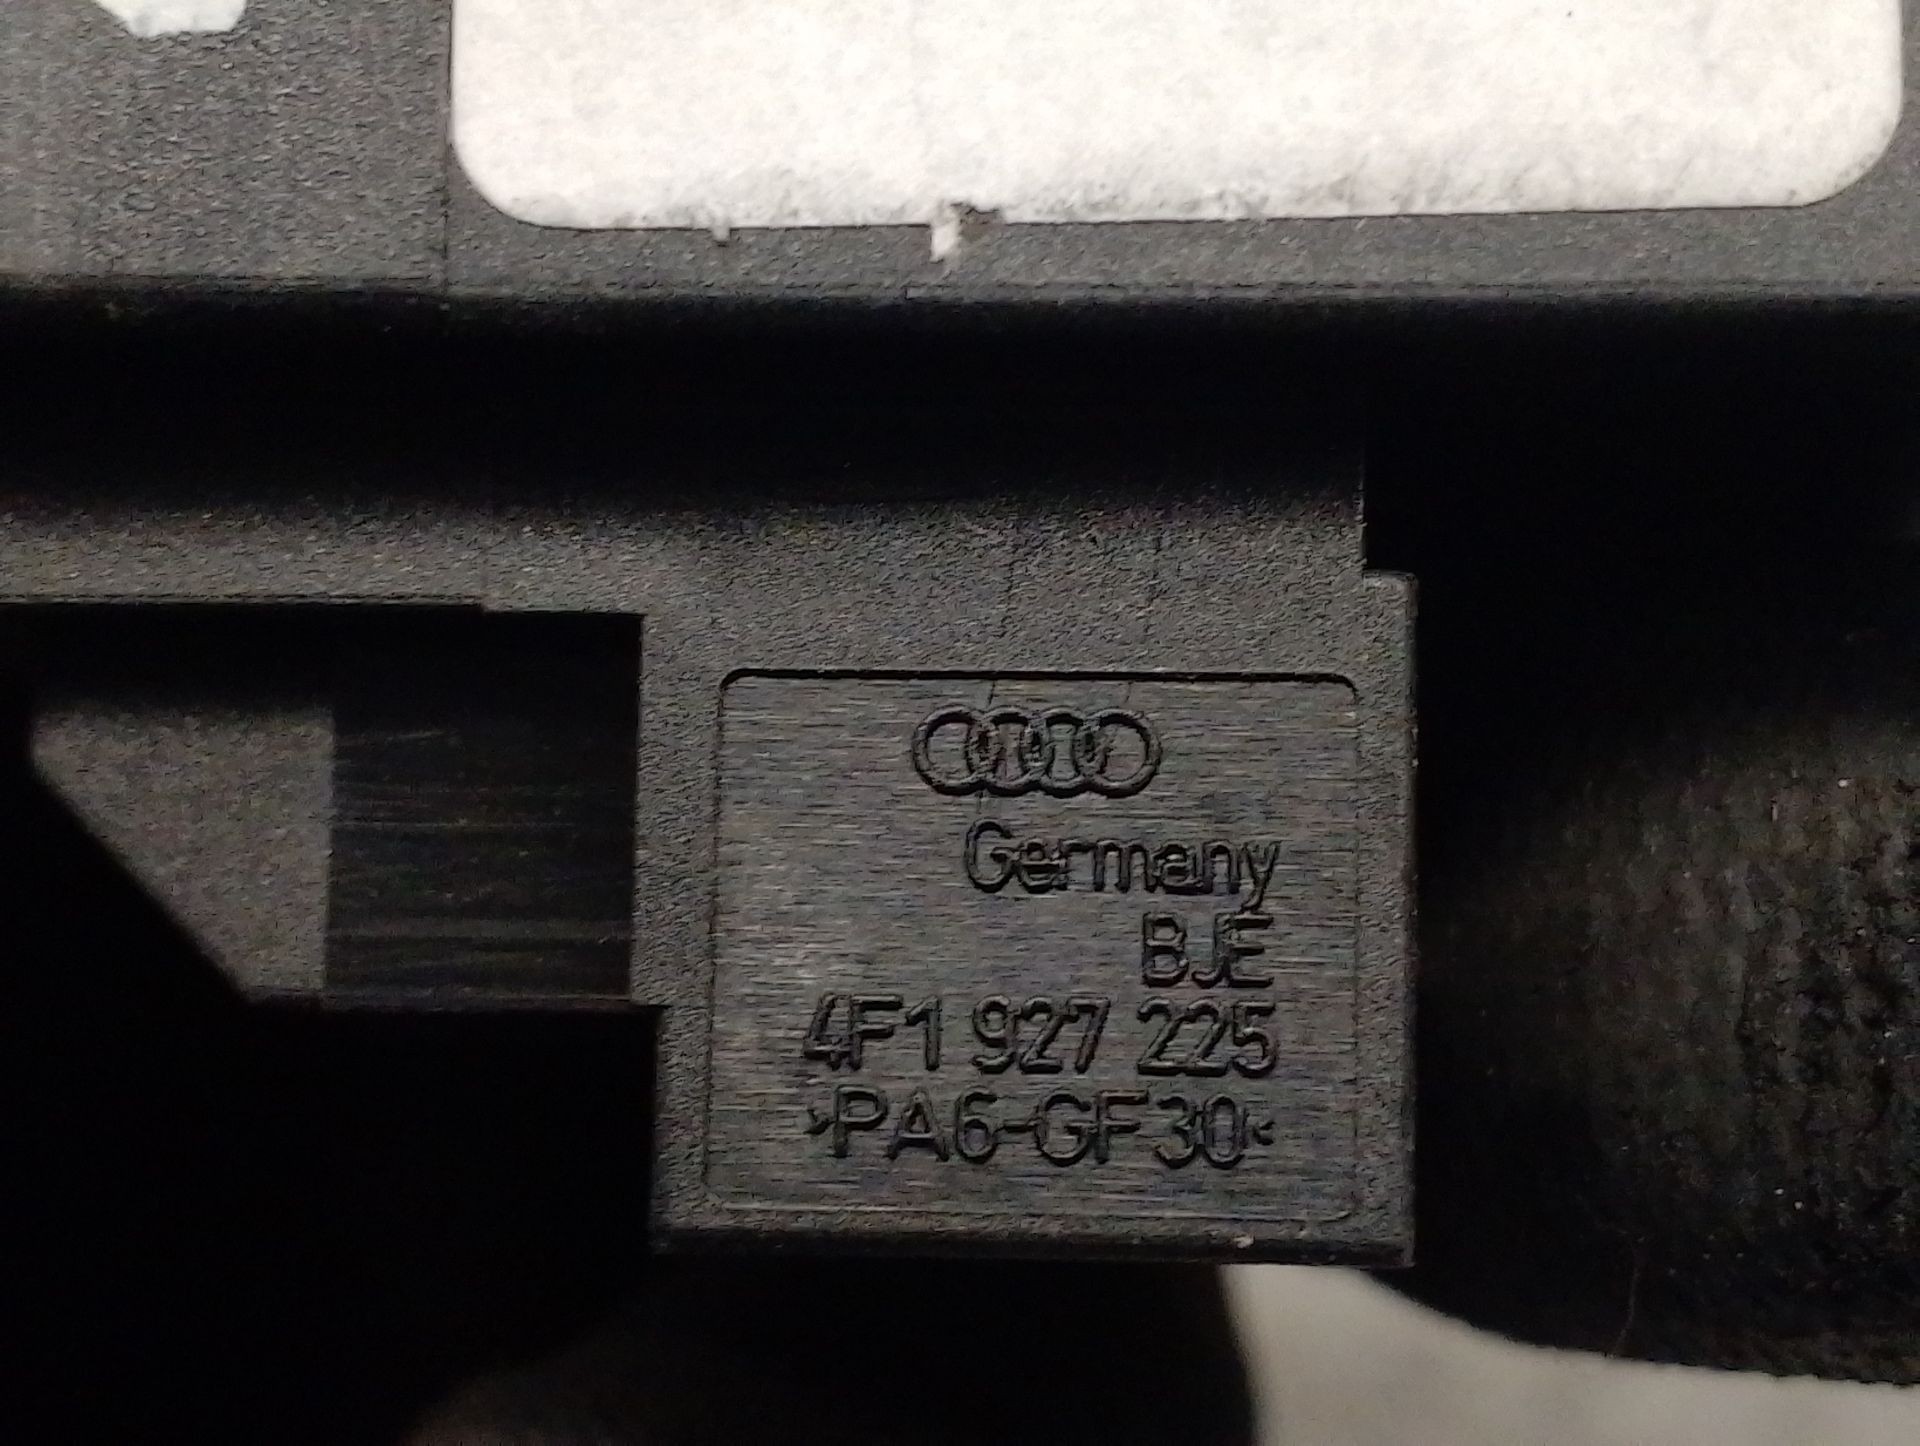 Germany
BJE
4F1 927 225
>PA6-GF30<